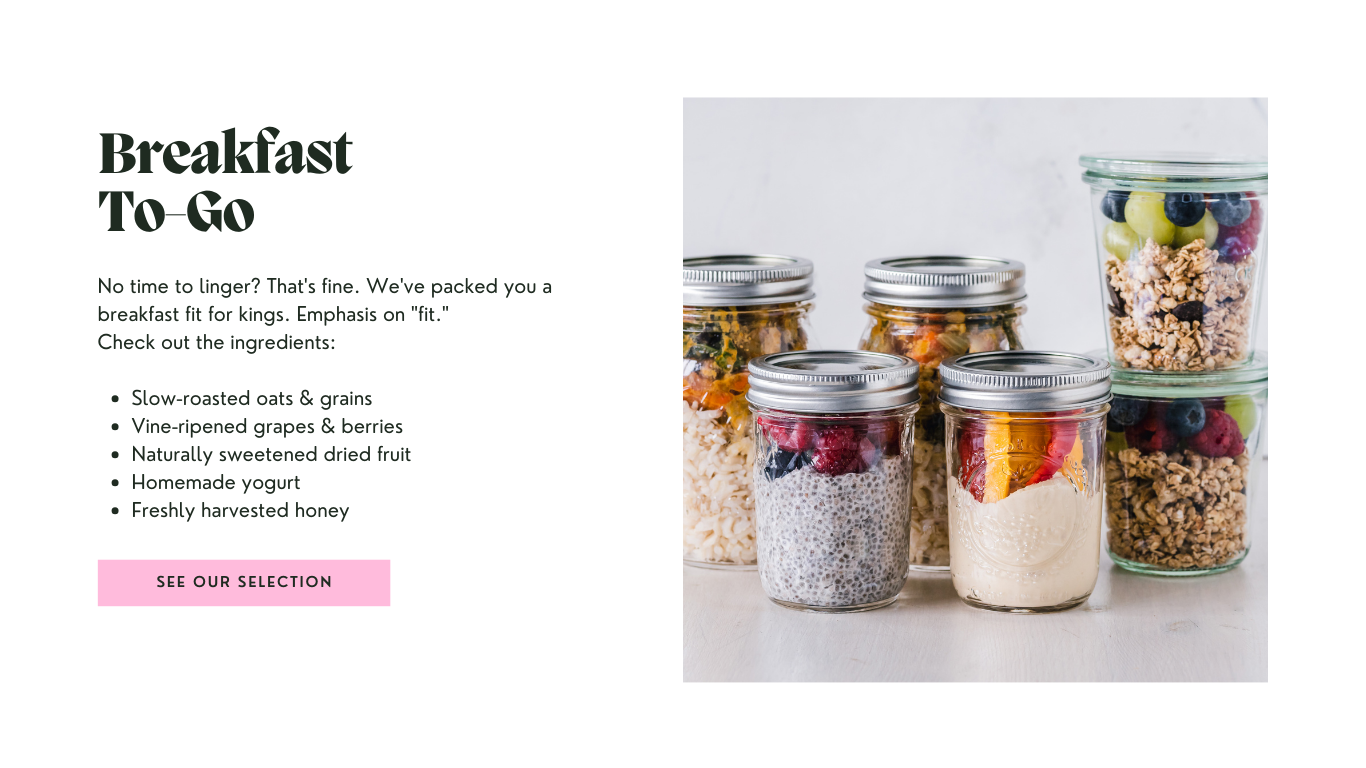 Breakfast
To-Go
No time to linger? That's fine. We've packed you a
breakfast fit for kings. Emphasis on "fit."
Check out the ingredients:
• Slow-roasted oats & grains
• Vine-ripened grapes & berries
• Naturally sweetened dried fruit
• Homemade yogurt
• Freshly harvested honey
SEE OUR SELECTION